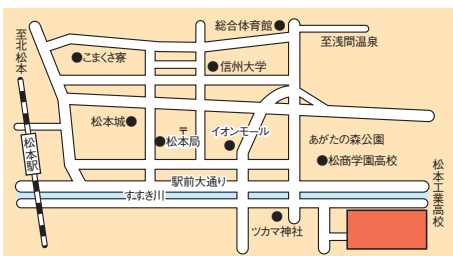 総合体育館
至浅間温泉
至北松本
こまくさ寮
信州大学
松本城
〒
松本局
イオンモール
あがたの森公園
松商学園高校
松本駅
駅前大通り
すすき川
ツカマ神社
松本工業高校